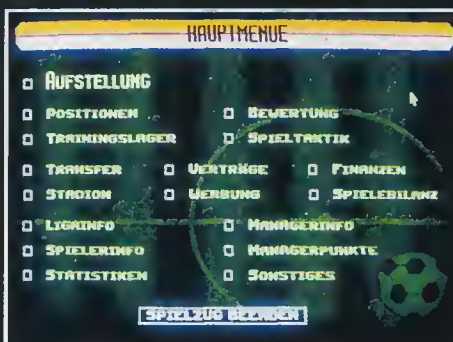 HAUPTMENUE
AUFSTELLUNG
POSITIONEN BEWERTUNG
TRAININGSLAGER SPIELTAKTIK
TRANSFER VERTRÄGE FINANZEN
STADION WERBUNG SPIELEBILANZ
LIGAINFO MANAGERINFO
SPIELERINFO MANAGERPUNKTE
STATISTIKEN SONSTIGES
SPIELZUG BEENDEN